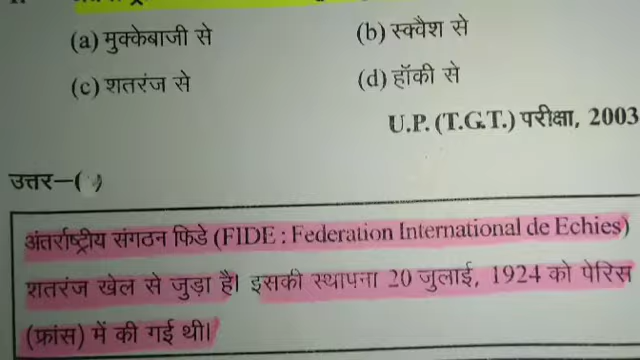 (a) मुक्केबाजी से (b) स्क्वैश से
(c) शतरंज से (d) हॉकी से
U.P. (T.G.T.) परीक्षा, 2003
उत्तर–( )
अंतर्राष्ट्रीय संगठन फिडे (FIDE : Federation International de Echies)
शतरंज खेल से जुड़ा है। इसकी स्थापना 20 जुलाई, 1924 को पेरिस
(फ्रांस) में की गई थी।